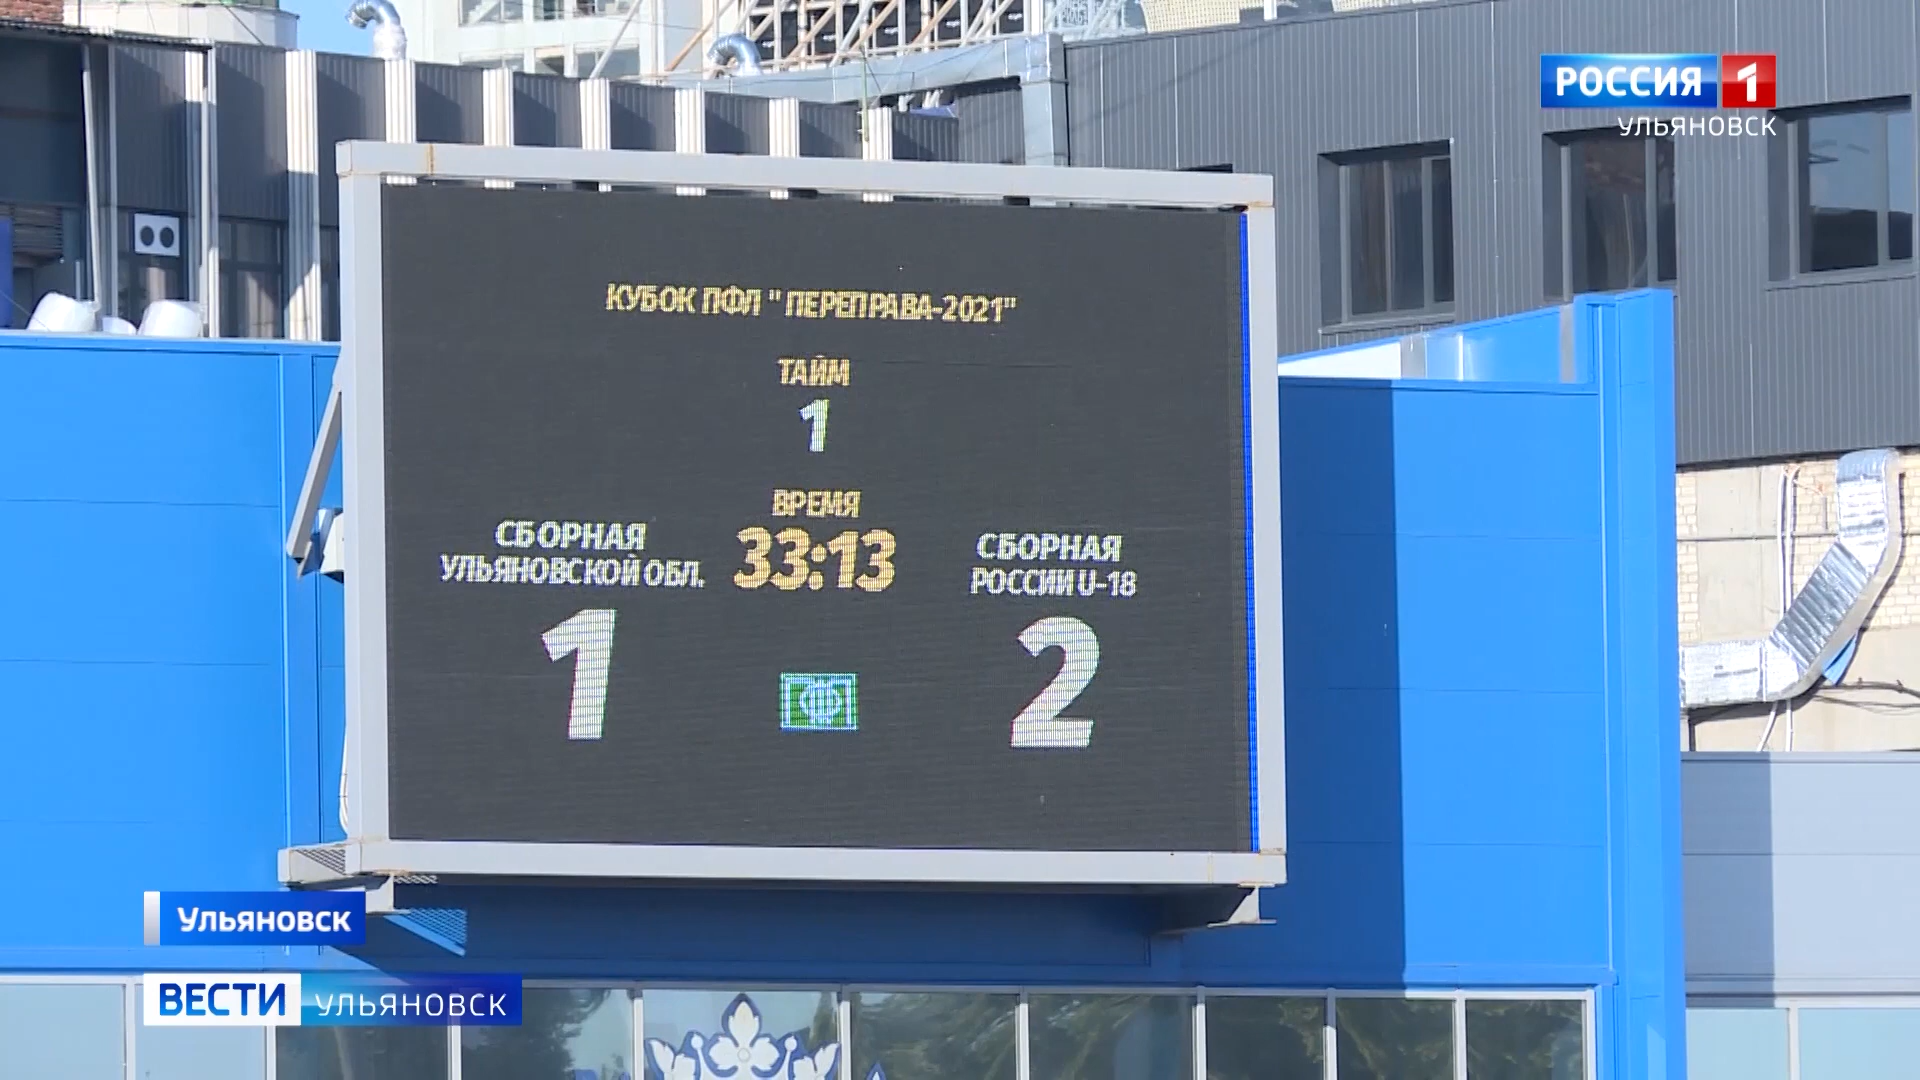 РОССИЯ 1
УЛЬЯНОВСК
КУБОК ПФЛ " ПЕРЕПРАВА-2021"
ТАЙМ
1
ВРЕМЯ
33:13
СБОРНАЯ
УЛЬЯНОВСКОЙ ОБЛ.
1
СБОРНАЯ
РОССИИ U-18
2
Ульяновск
ВЕСТИ УЛЬЯНОВСК